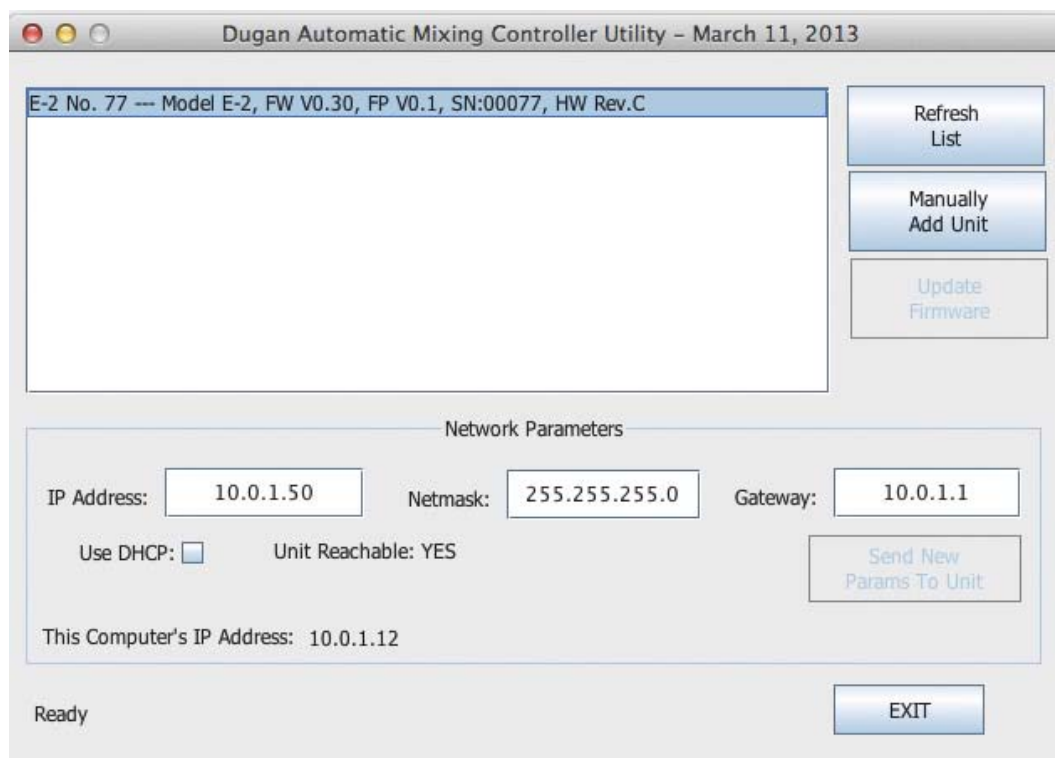 Dugan Automatic Mixing Controller Utility – March 11, 2013
E-2 No. 77 --- Model E-2, FW V0.30, FP V0.1, SN:00077, HW Rev.C
Refresh
List
Manually
Add Unit
Update
Firmware
Network Parameters
IP Address: 10.0.1.50 Netmask: 255.255.255.0 Gateway: 10.0.1.1
Use DHCP: Unit Reachable: YES
Send New
Params To Unit
This Computer's IP Address: 10.0.1.12
Ready
EXIT